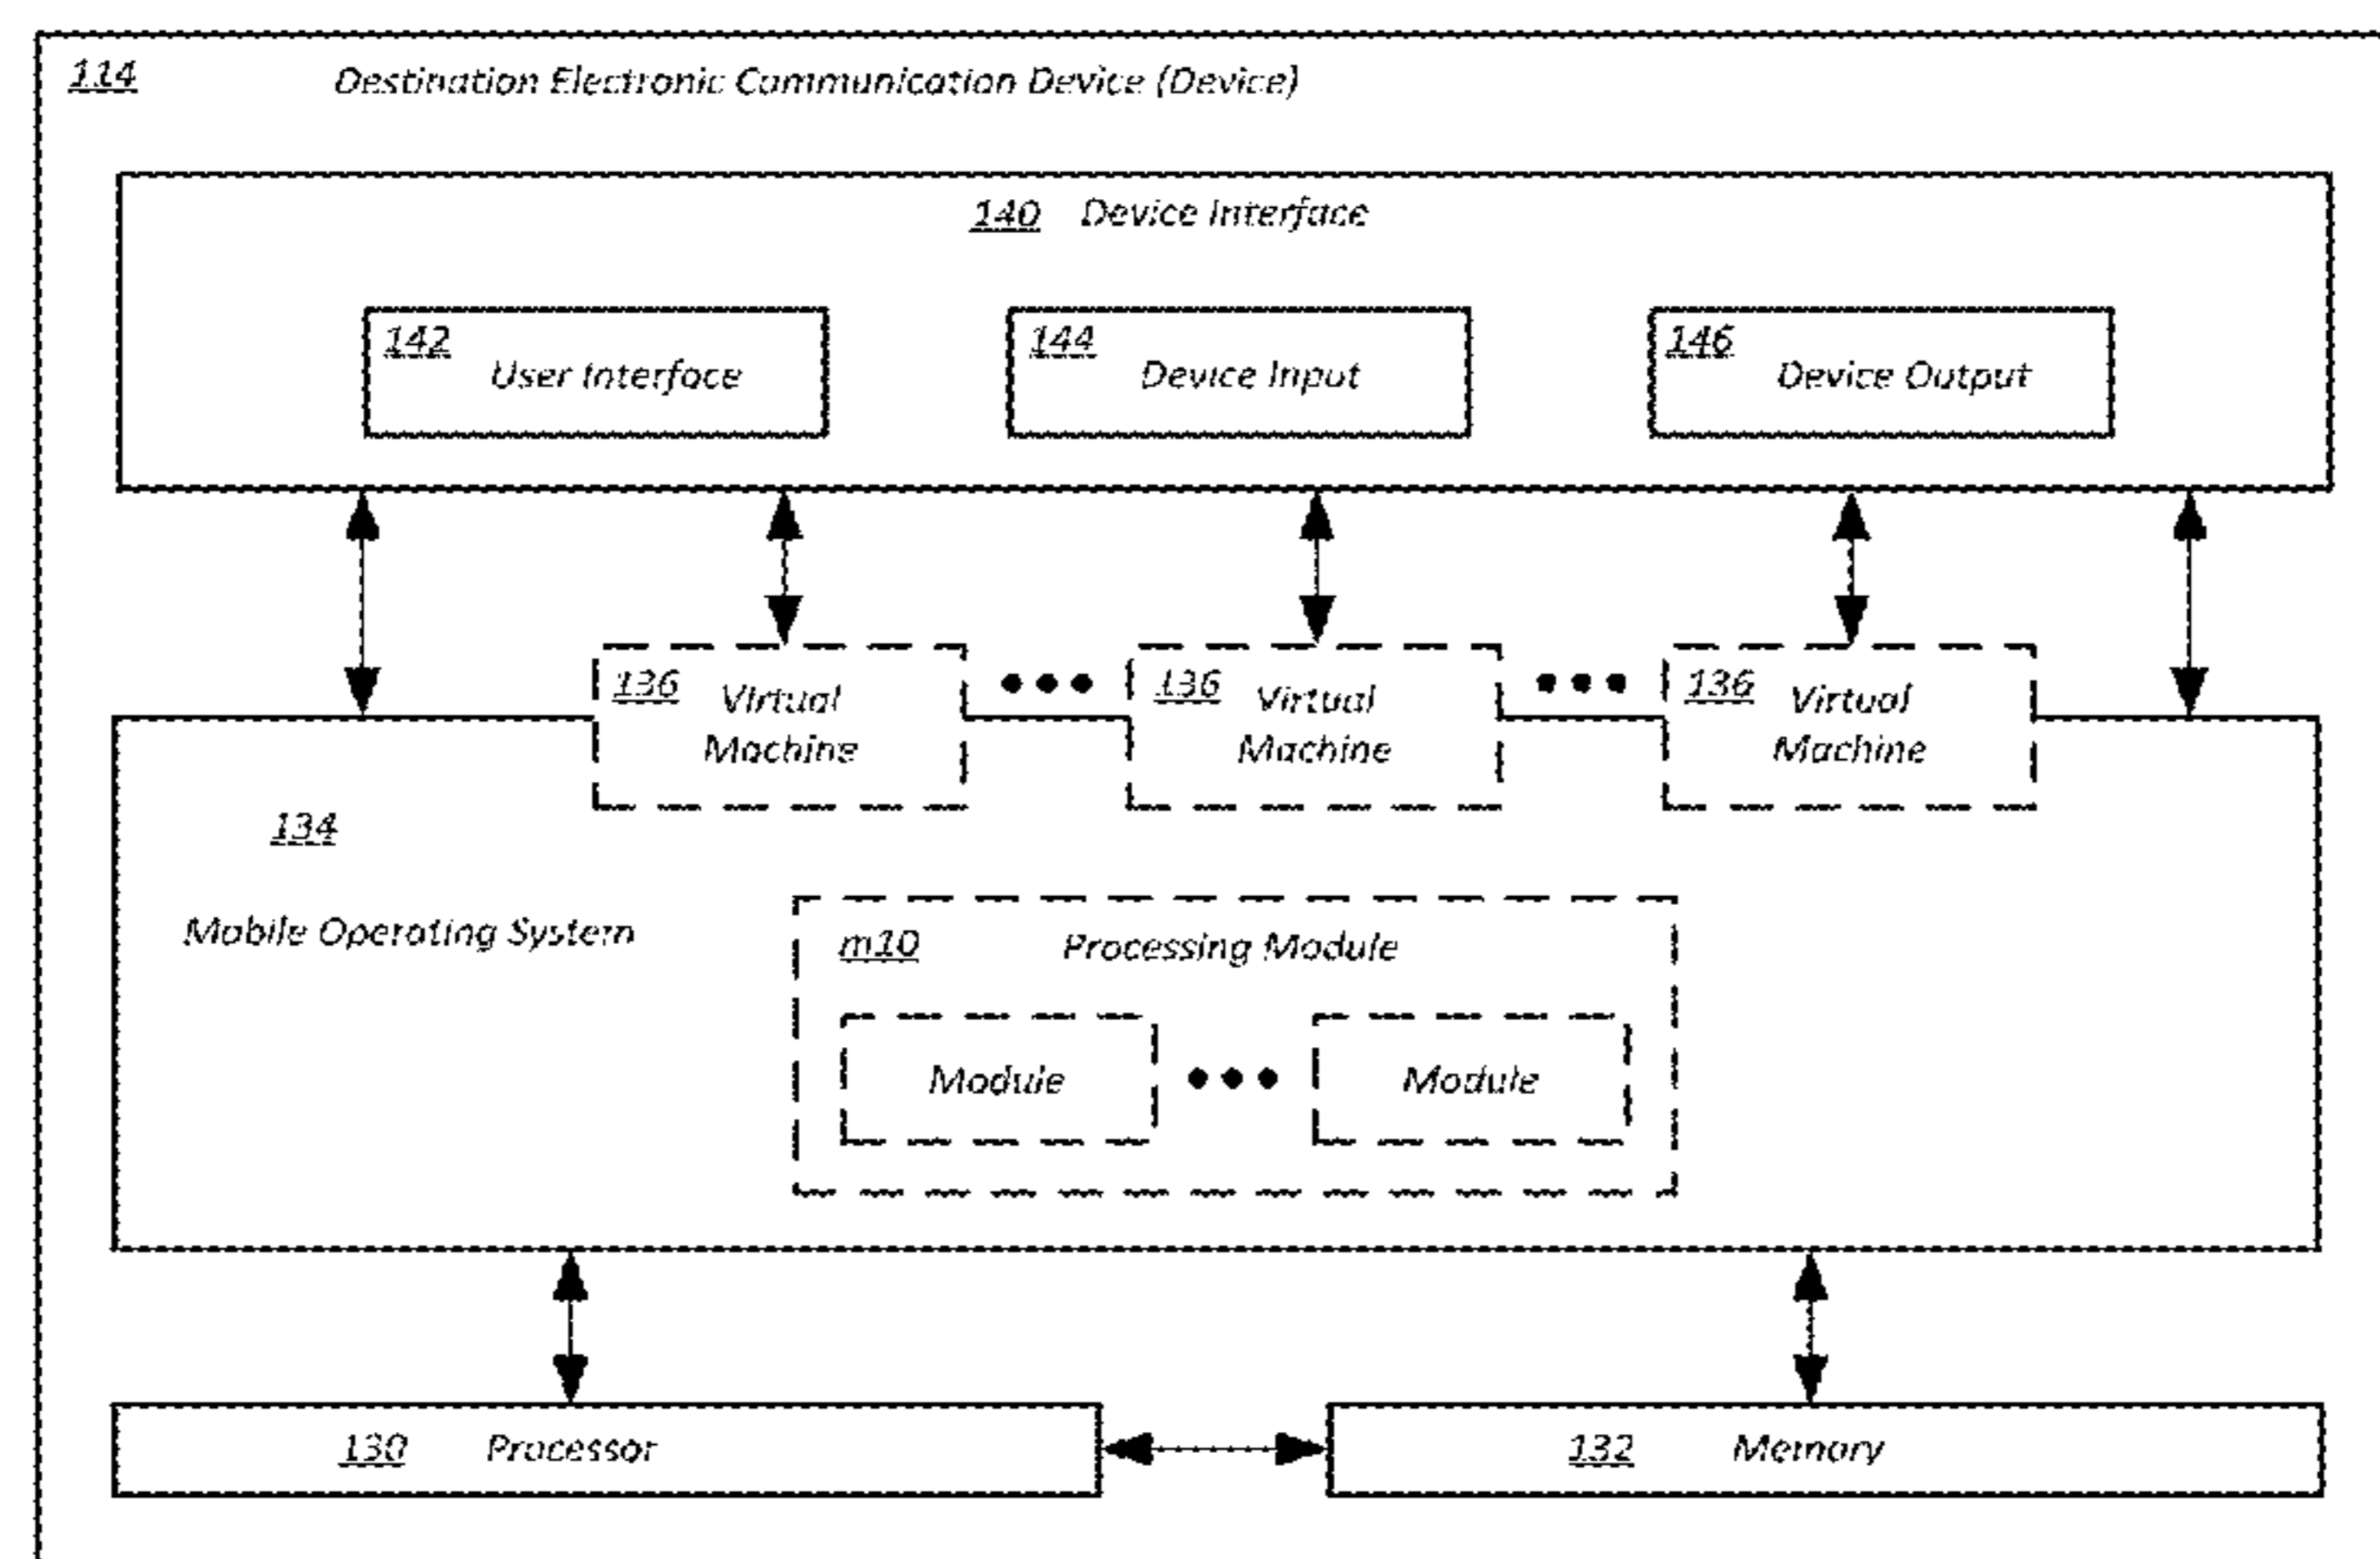 114 Destination Electronic Communication Device (Device)
140 Device Interface
142 User Interface
144 Device Input
146 Device Output
136 Virtual Machine
136 Virtual Machine
136 Virtual Machine
134
Mobile Operating System
m10 Processing Module
Module
Module
130 Processor
132 Memory